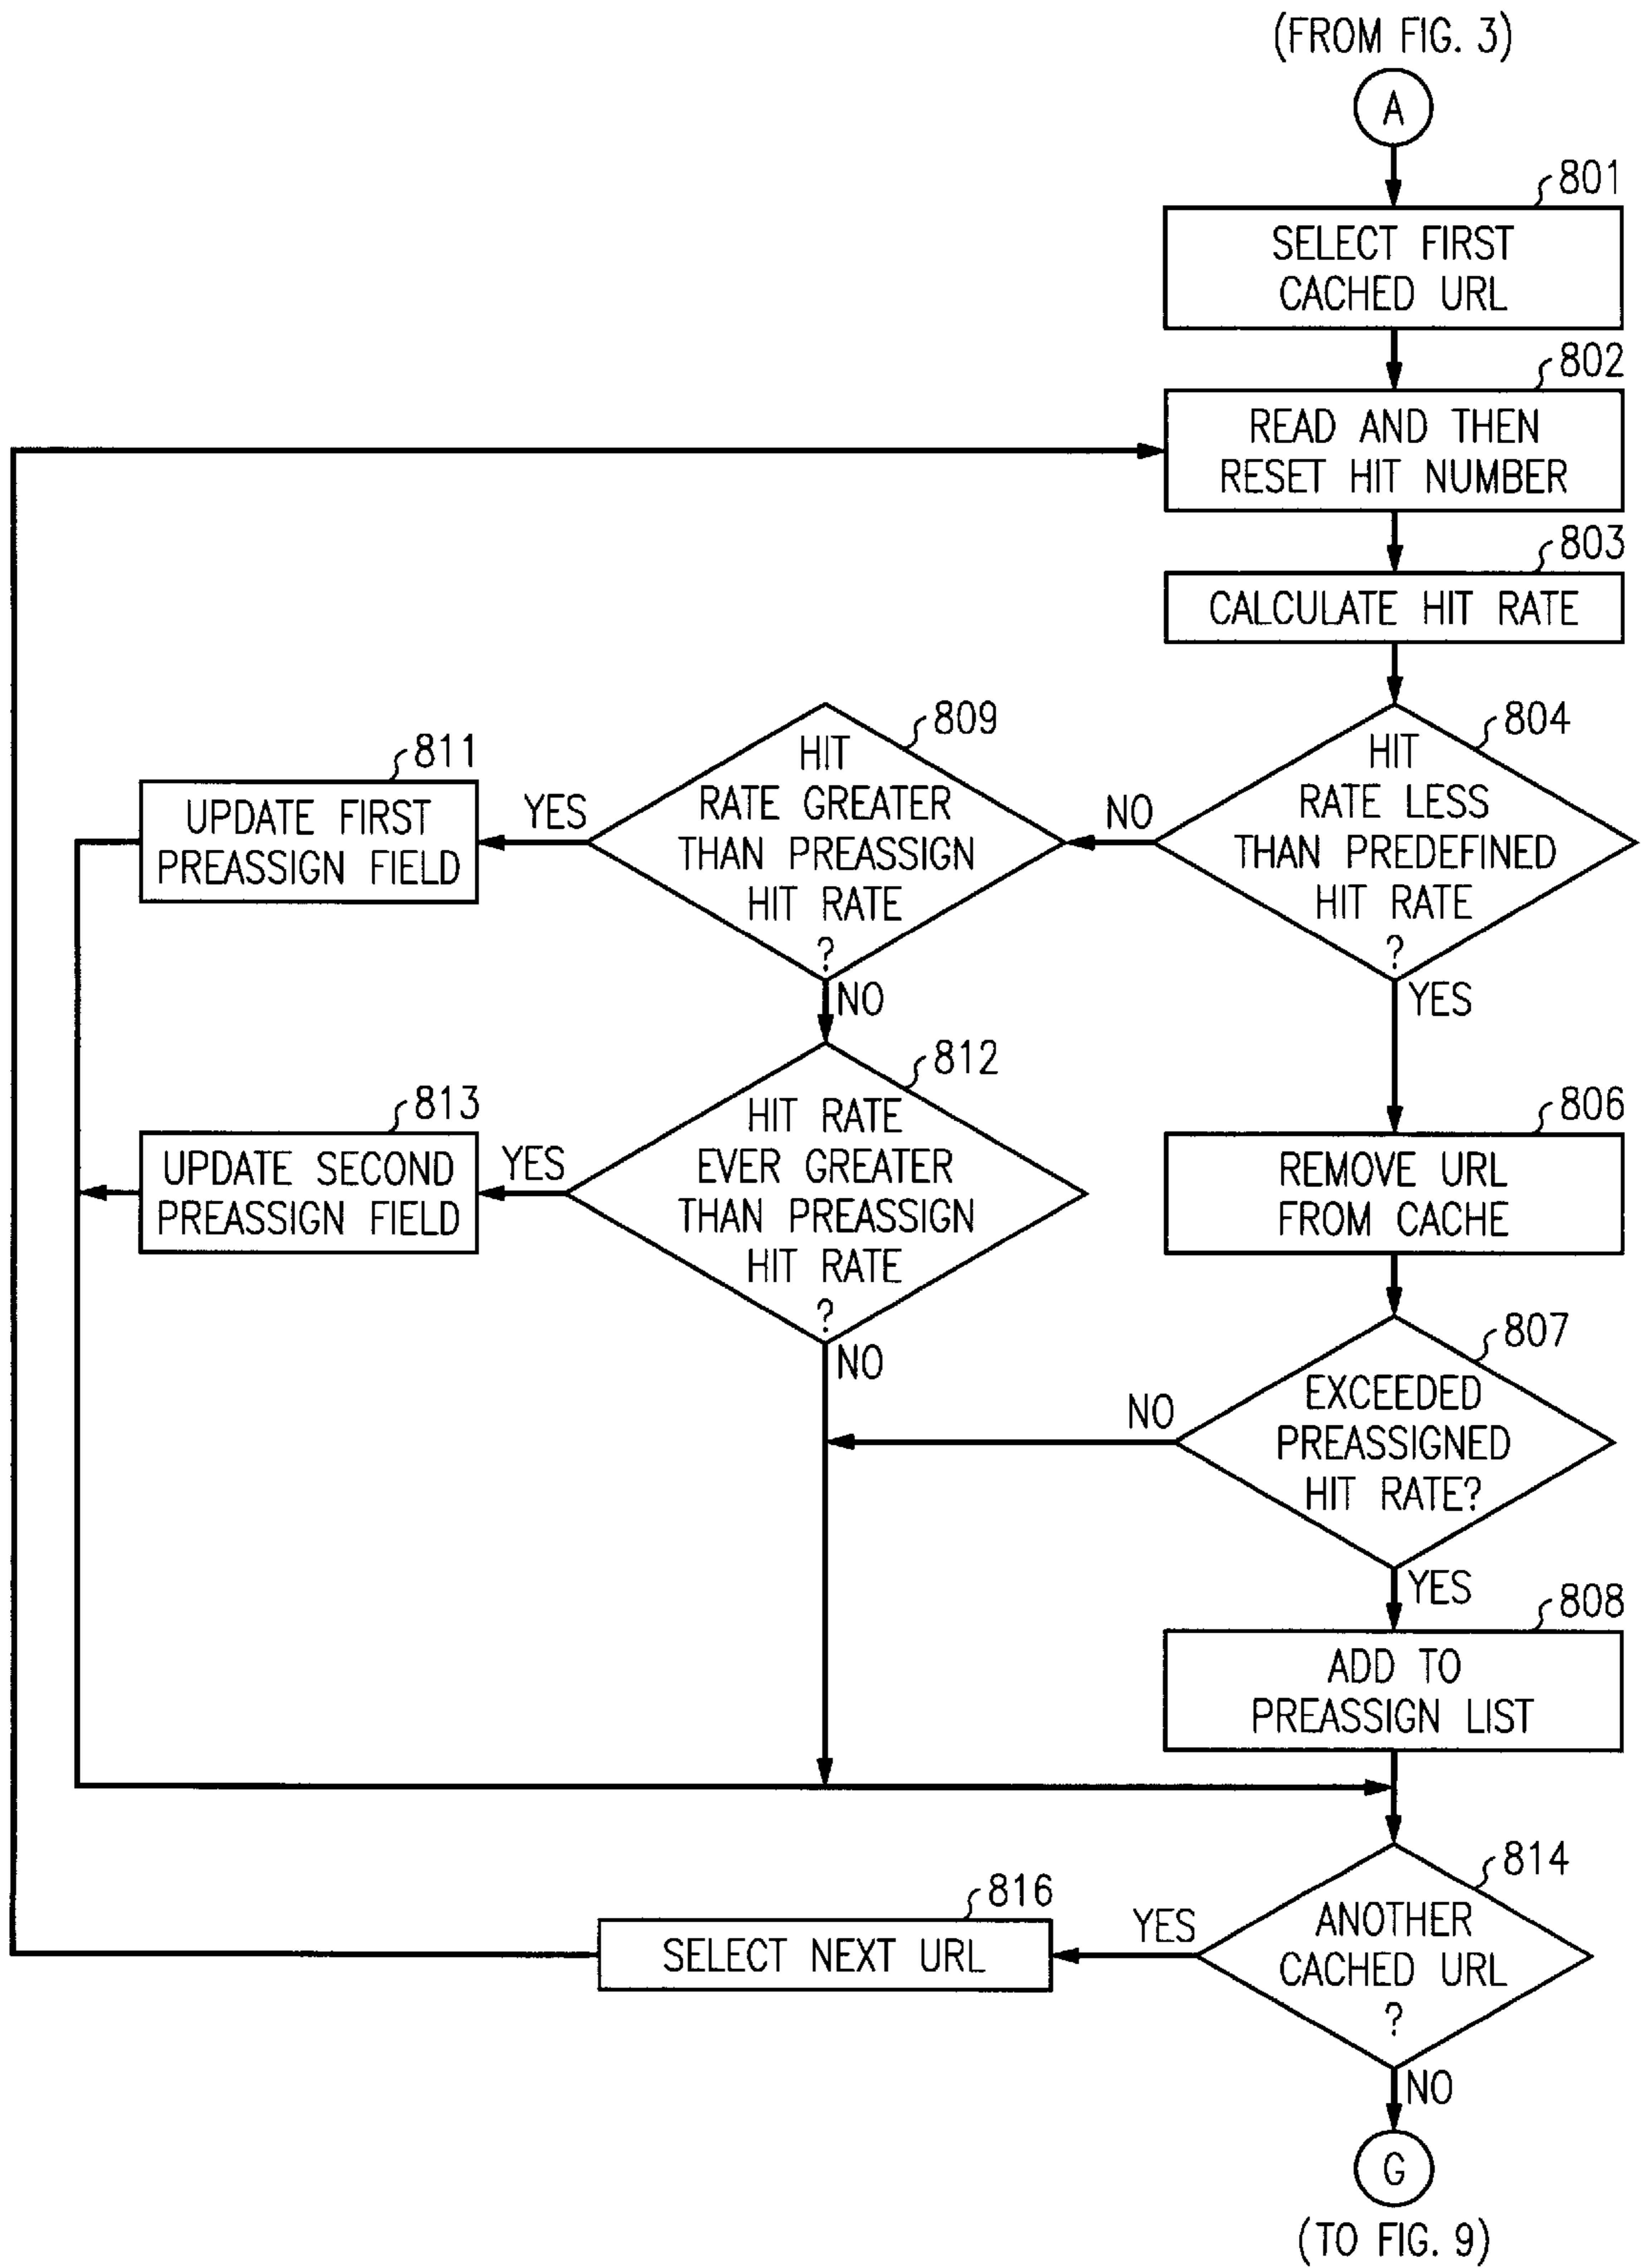 (FROM FIG. 3)
A
801
SELECT FIRST
CACHED URL
802
READ AND THEN
RESET HIT NUMBER
803
CALCULATE HIT RATE
804
HIT
RATE LESS
THAN PREDEFINED
HIT RATE
?
NO
YES
809
HIT
RATE GREATER
THAN PREASSIGN
HIT RATE
?
YES
NO
811
UPDATE FIRST
PREASSIGN FIELD
812
HIT RATE
EVER GREATER
THAN PREASSIGN
HIT RATE
?
YES
NO
813
UPDATE SECOND
PREASSIGN FIELD
806
REMOVE URL
FROM CACHE
807
EXCEEDED
PREASSIGNED
HIT RATE?
NO
YES
808
ADD TO
PREASSIGN LIST
814
ANOTHER
CACHED URL
?
YES
NO
816
SELECT NEXT URL
G
(TO FIG. 9)